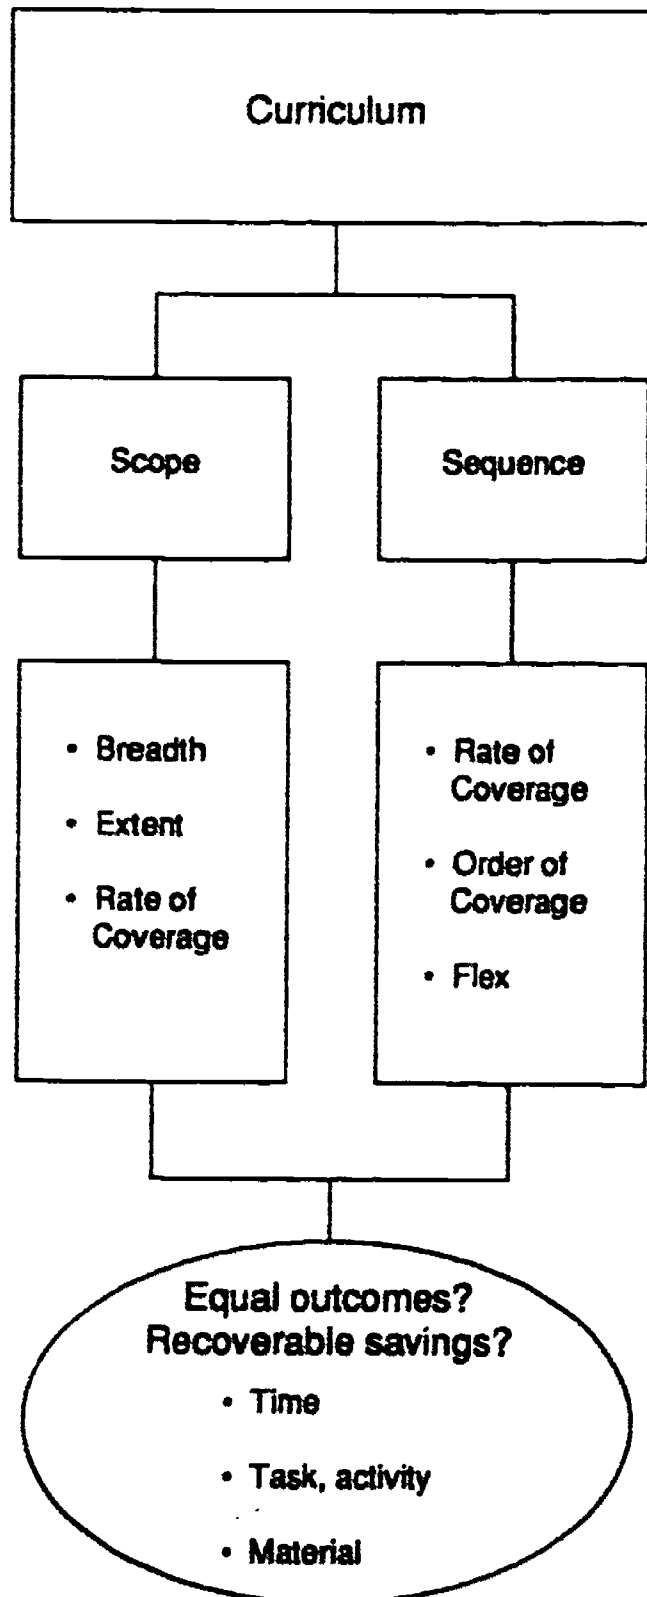 Curriculum
Scope
Sequence
• Breadth
• Extent
• Rate of
Coverage
• Rate of
Coverage
• Order of
Coverage
• Flex
Equal outcomes?
Recoverable savings?
• Time
• Task, activity
• Material